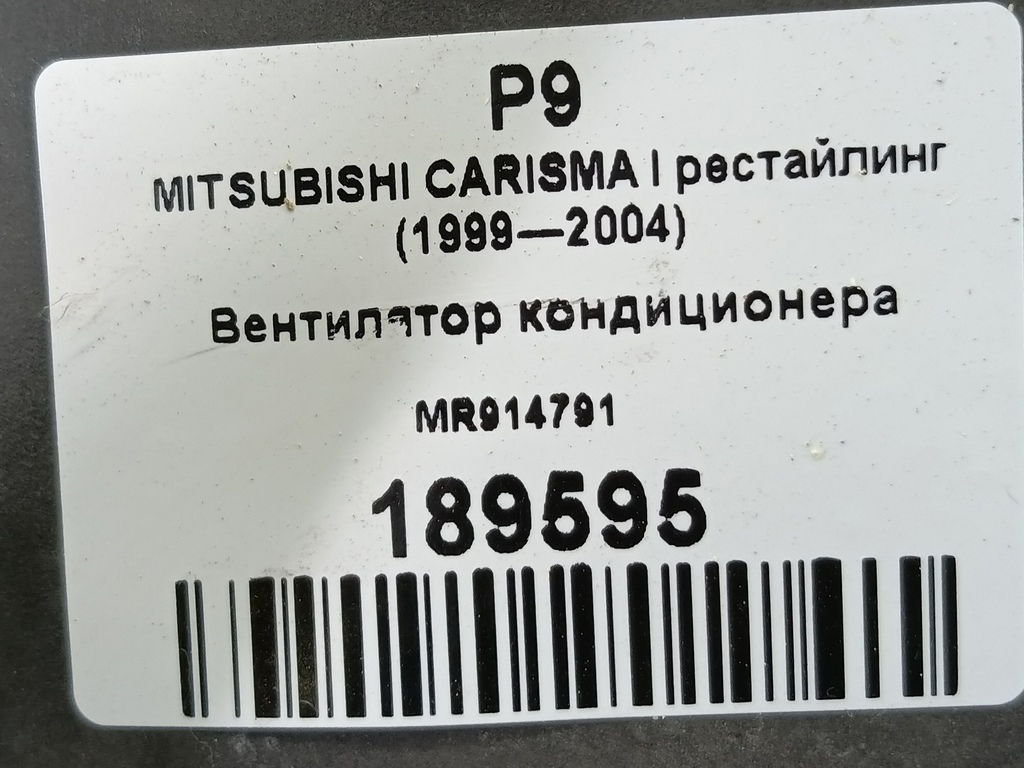 P9
MITSUBISHI CARISMA I рестайлинг
(1999—2004)
Вентилятор кондиционера
MR914791
189595